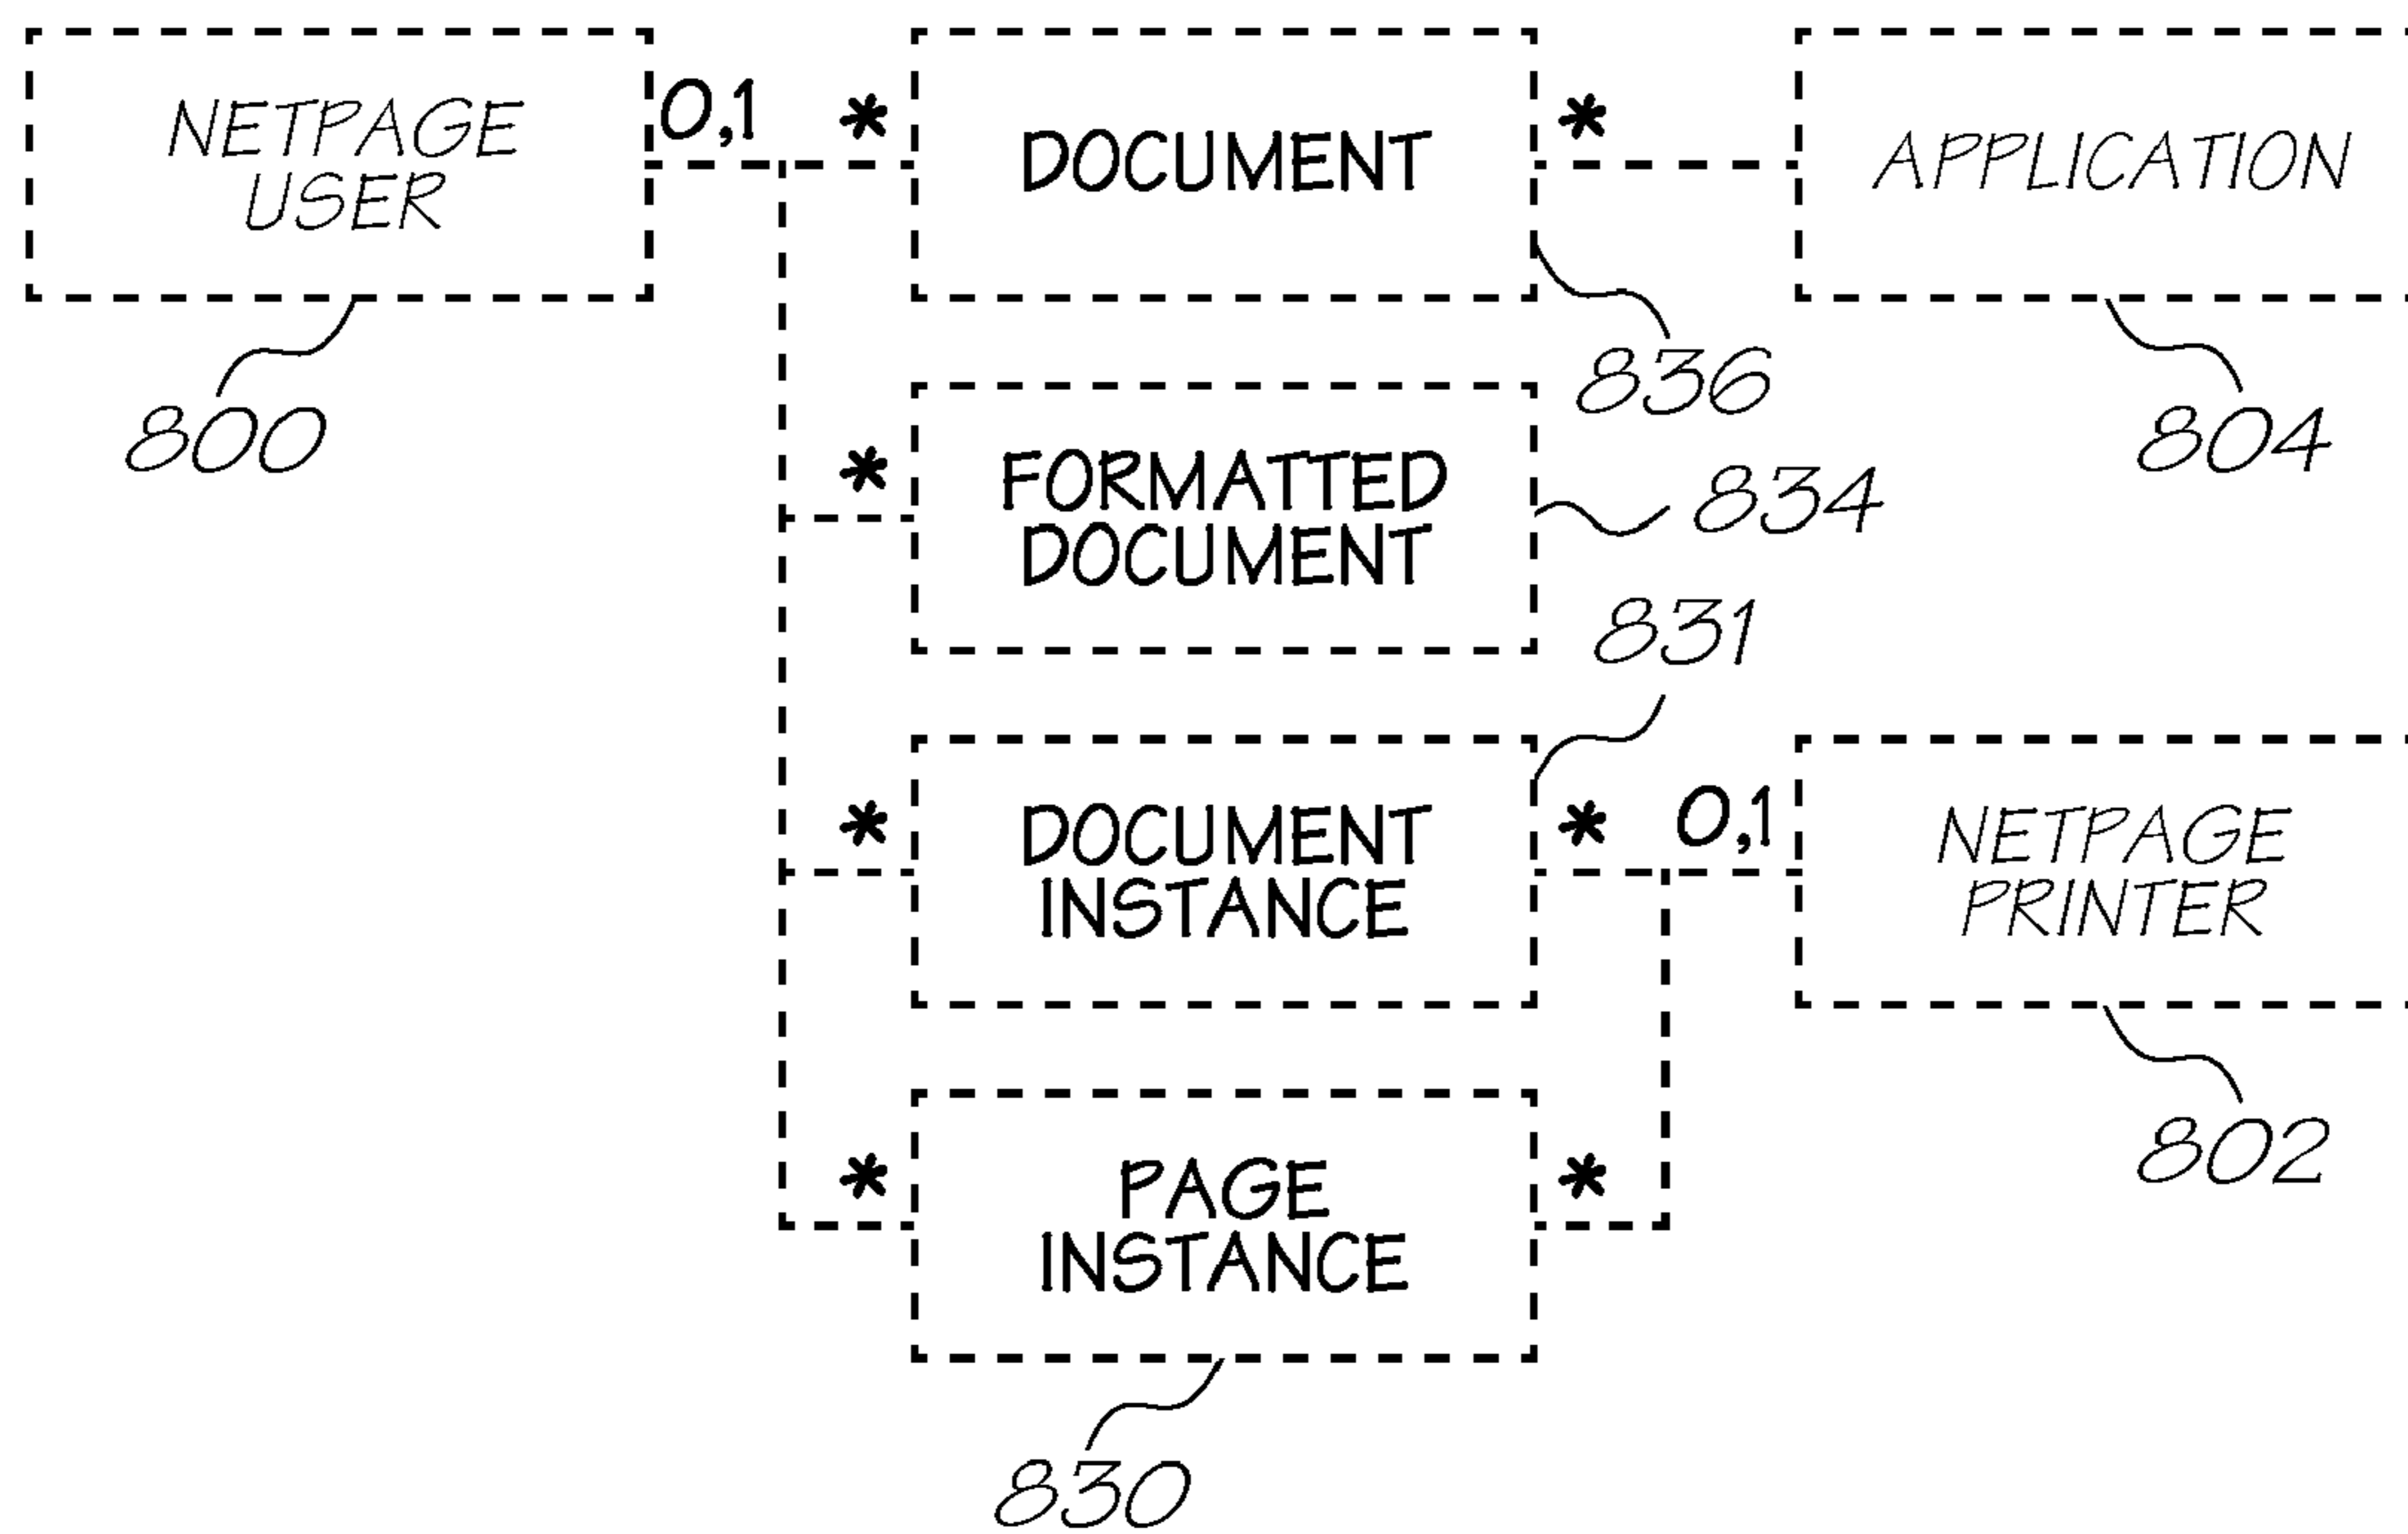 NETPAGE
USER
0,1
*
DOCUMENT
*
APPLICATION
800
836
804
*
FORMATTED
DOCUMENT
834
831
*
DOCUMENT
INSTANCE
*
0,1
NETPAGE
PRINTER
802
*
PAGE
INSTANCE
*
830